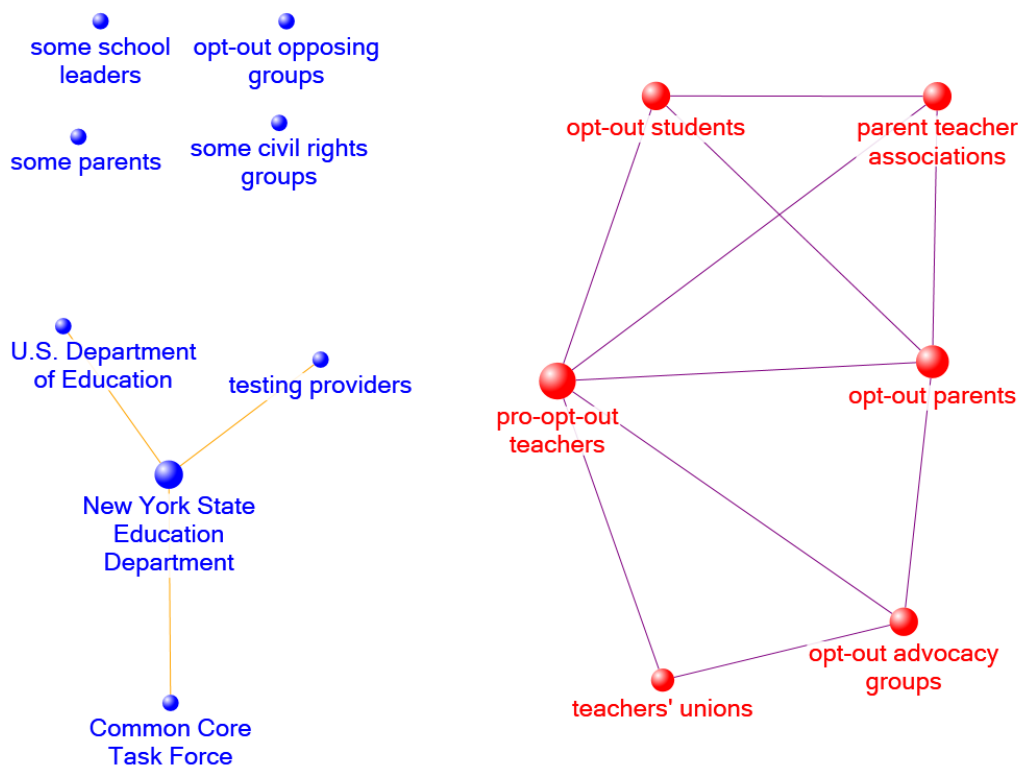 some school
leaders
opt-out opposing
groups
some parents
some civil rights
groups
U.S. Department
of Education
testing providers
New York State
Education
Department
Common Core
Task Force
opt-out students
parent teacher
associations
pro-opt-out
teachers
opt-out parents
teachers' unions
opt-out advocacy
groups